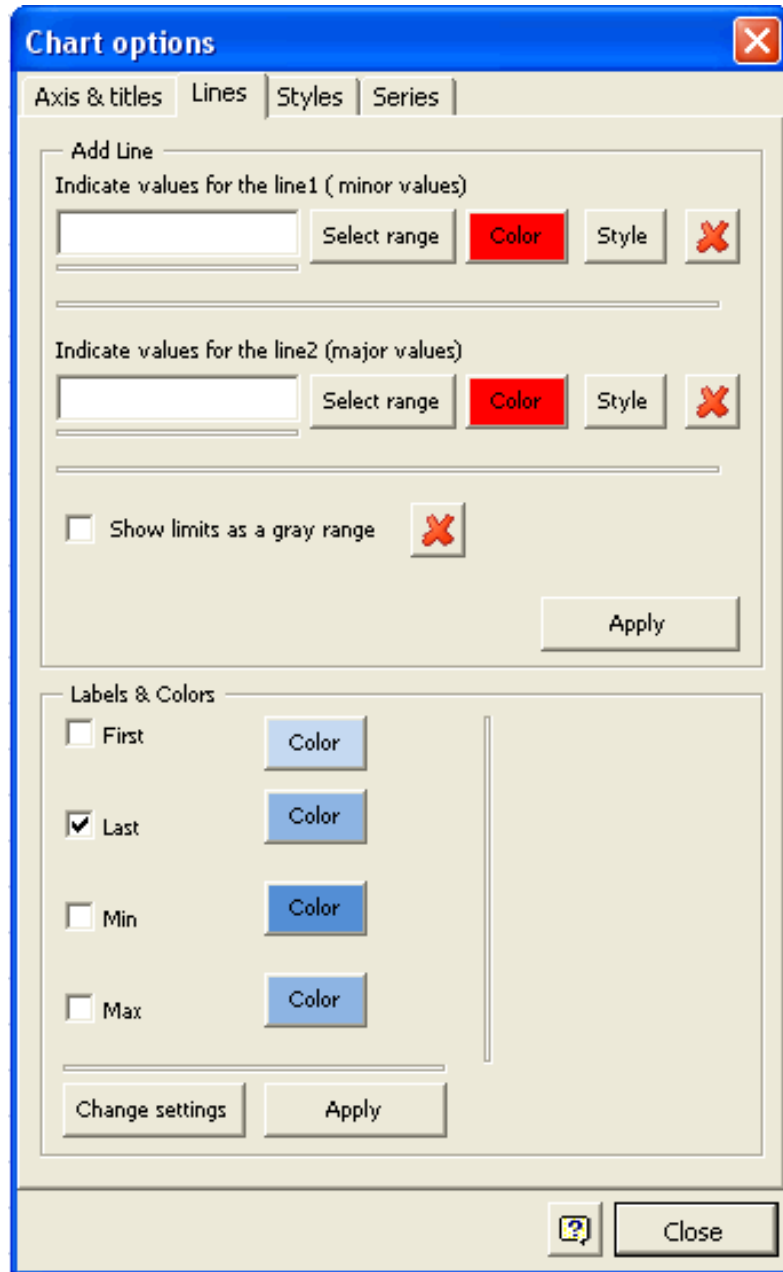 Chart options
Axis & titles Lines Styles Series
Add Line
Indicate values for the line1 ( minor values)
Select range Color Style
Indicate values for the line2 (major values)
Select range Color Style
Show limits as a gray range
Apply
Labels & Colors
First Color
Last Color
Min Color
Max Color
Change settings Apply
? Close